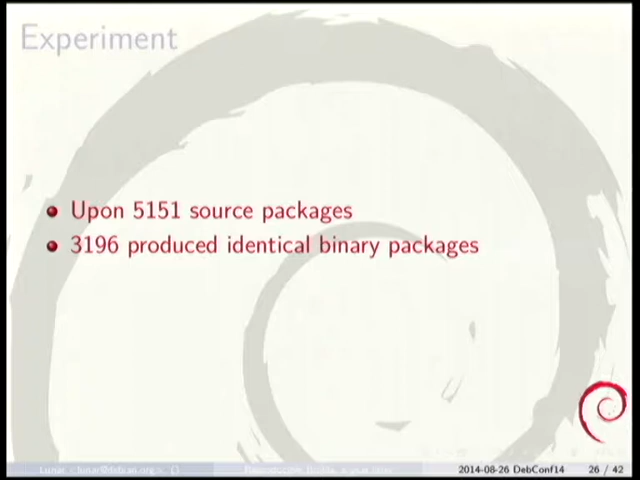 Experiment
Upon 5151 source packages
3196 produced identical binary packages
2014-08-26 DebConf14
26 / 42